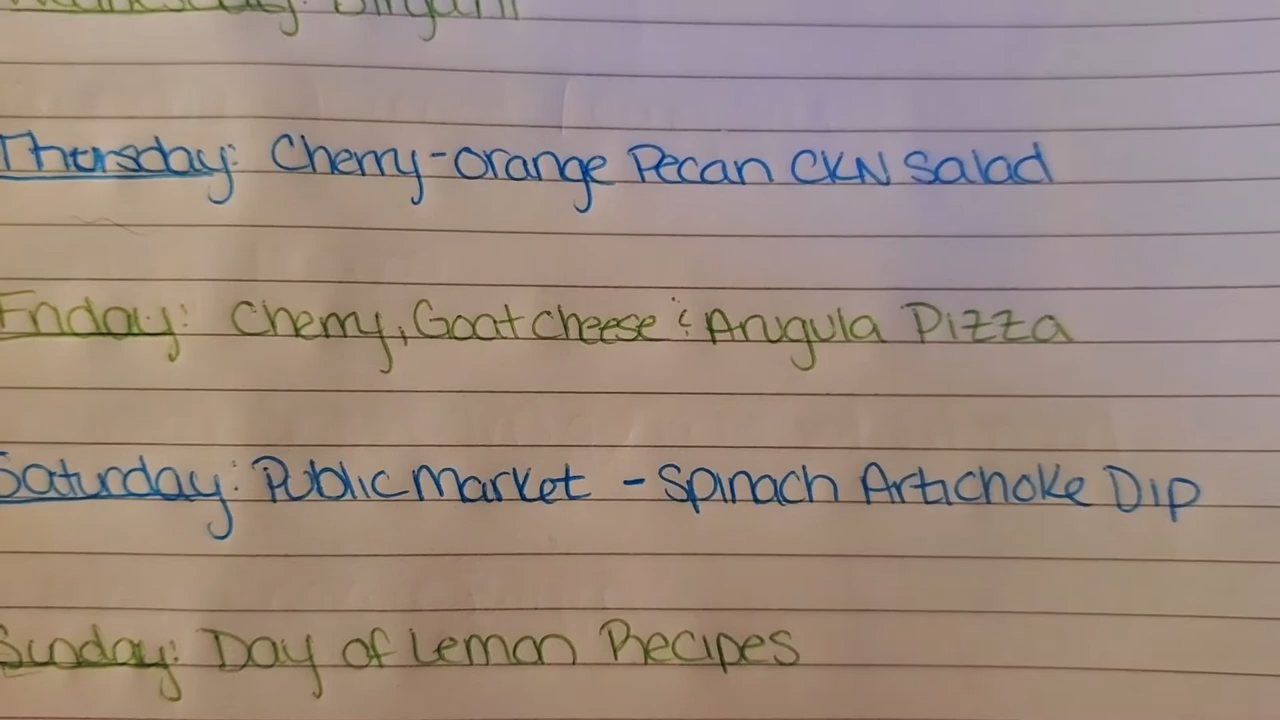 Thursday: Cherry-orange Pecan CKN Salad
Friday: Cherry, Goat cheese & Arugula Pizza
Saturday: Public Market - Spinach Artichoke Dip
Sunday: Day of Lemon Recipes